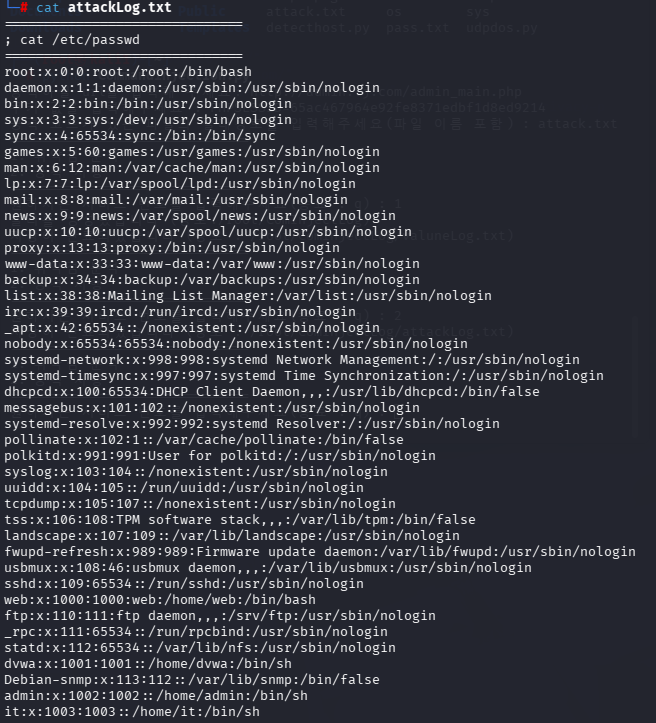 └─# cat attackLog.txt
==============================
; cat /etc/passwd
==============================
root:x:0:0:root:/root:/bin/bash
daemon:x:1:1:daemon:/usr/sbin:/usr/sbin/nologin
bin:x:2:2:bin:/bin:/usr/sbin/nologin
sys:x:3:3:sys:/dev:/usr/sbin/nologin
sync:x:4:65534:sync:/bin:/bin/sync
games:x:5:60:games:/usr/games:/usr/sbin/nologin
man:x:6:12:man:/var/cache/man:/usr/sbin/nologin
lp:x:7:7:lp:/var/spool/lpd:/usr/sbin/nologin
mail:x:8:8:mail:/var/mail:/usr/sbin/nologin
news:x:9:9:news:/var/spool/news:/usr/sbin/nologin
uucp:x:10:10:uucp:/var/spool/uucp:/usr/sbin/nologin
proxy:x:13:13:proxy:/bin:/usr/sbin/nologin
www-data:x:33:33:www-data:/var/www:/usr/sbin/nologin
backup:x:34:34:backup:/var/backups:/usr/sbin/nologin
list:x:38:38:Mailing List Manager:/var/list:/usr/sbin/nologin
irc:x:39:39:ircd:/run/ircd:/usr/sbin/nologin
_apt:x:42:65534::/nonexistent:/usr/sbin/nologin
nobody:x:65534:65534:nobody:/nonexistent:/usr/sbin/nologin
systemd-network:x:998:998:systemd Network Management:/:/usr/sbin/nologin
systemd-timesync:x:997:997:systemd Time Synchronization:/:/usr/sbin/nologin
dhcpcd:x:100:65534:DHCP Client Daemon,,,:/usr/lib/dhcpcd:/bin/false
messagebus:x:101:102::/nonexistent:/usr/sbin/nologin
systemd-resolve:x:992:992:systemd Resolver:/:/usr/sbin/nologin
pollinate:x:102:1::/var/cache/pollinate:/bin/false
polkitd:x:991:991:User for polkitd:/:/usr/sbin/nologin
syslog:x:103:104::/nonexistent:/usr/sbin/nologin
uuidd:x:104:105::/run/uuidd:/usr/sbin/nologin
tcpdump:x:105:107::/nonexistent:/usr/sbin/nologin
tss:x:106:108:TPM software stack,,,:/var/lib/tpm:/bin/false
landscape:x:107:109::/var/lib/landscape:/usr/sbin/nologin
fwupd-refresh:x:989:989:Firmware update daemon:/var/lib/fwupd:/usr/sbin/nologin
usbmux:x:108:46:usbmux daemon,,,:/var/lib/usbmux:/usr/sbin/nologin
sshd:x:109:65534::/run/sshd:/usr/sbin/nologin
web:x:1000:1000:web:/home/web:/bin/bash
ftp:x:110:111:ftp daemon,,,:/srv/ftp:/usr/sbin/nologin
_rpc:x:111:65534::/run/rpcbind:/usr/sbin/nologin
statd:x:112:65534::/var/lib/nfs:/usr/sbin/nologin
dvwa:x:1001:1001::/home/dvwa:/bin/sh
Debian-snmp:x:113:112::/var/lib/snmp:/bin/false
admin:x:1002:1002::/home/admin:/bin/sh
it:x:1003:1003::/home/it:/bin/sh